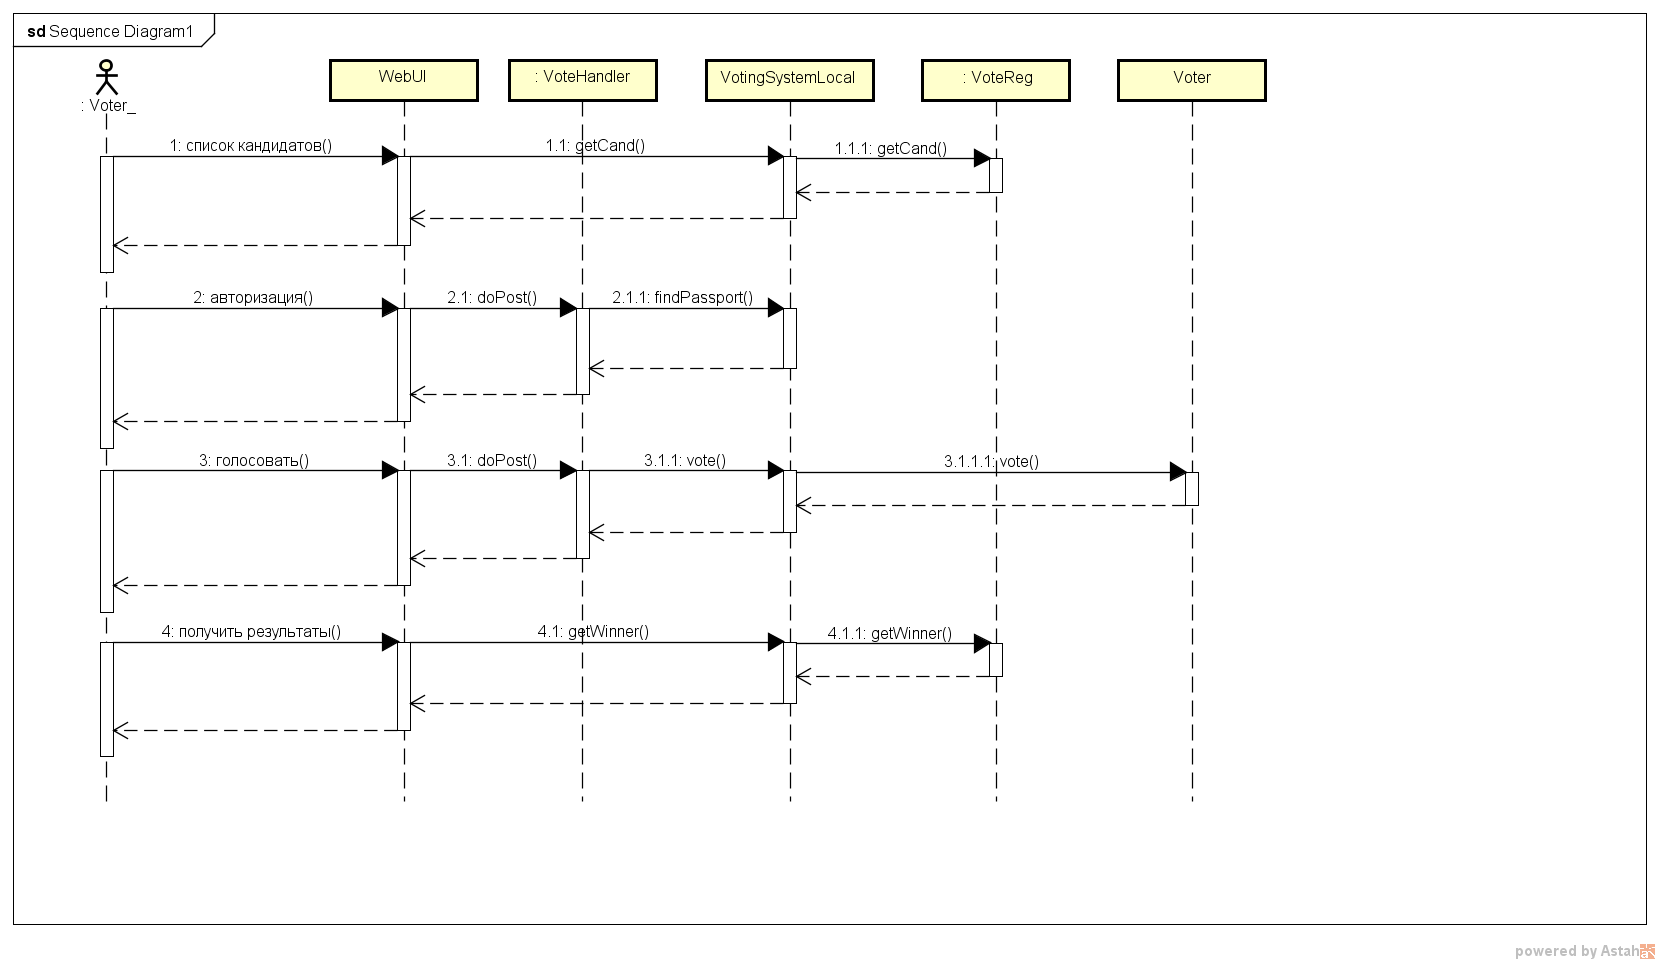 sd Sequence Diagram1
: Voter_
WebUI
: VoteHandler
VotingSystemLocal
: VoteReg
Voter
1: список кандидатов()
1.1: getCand()
1.1.1: getCand()
2: авторизация()
2.1: doPost()
2.1.1: findPassport()
3: голосовать()
3.1: doPost()
3.1.1: vote()
3.1.1.1: vote()
4: получить результаты()
4.1: getWinner()
4.1.1: getWinner()
powered by Astah